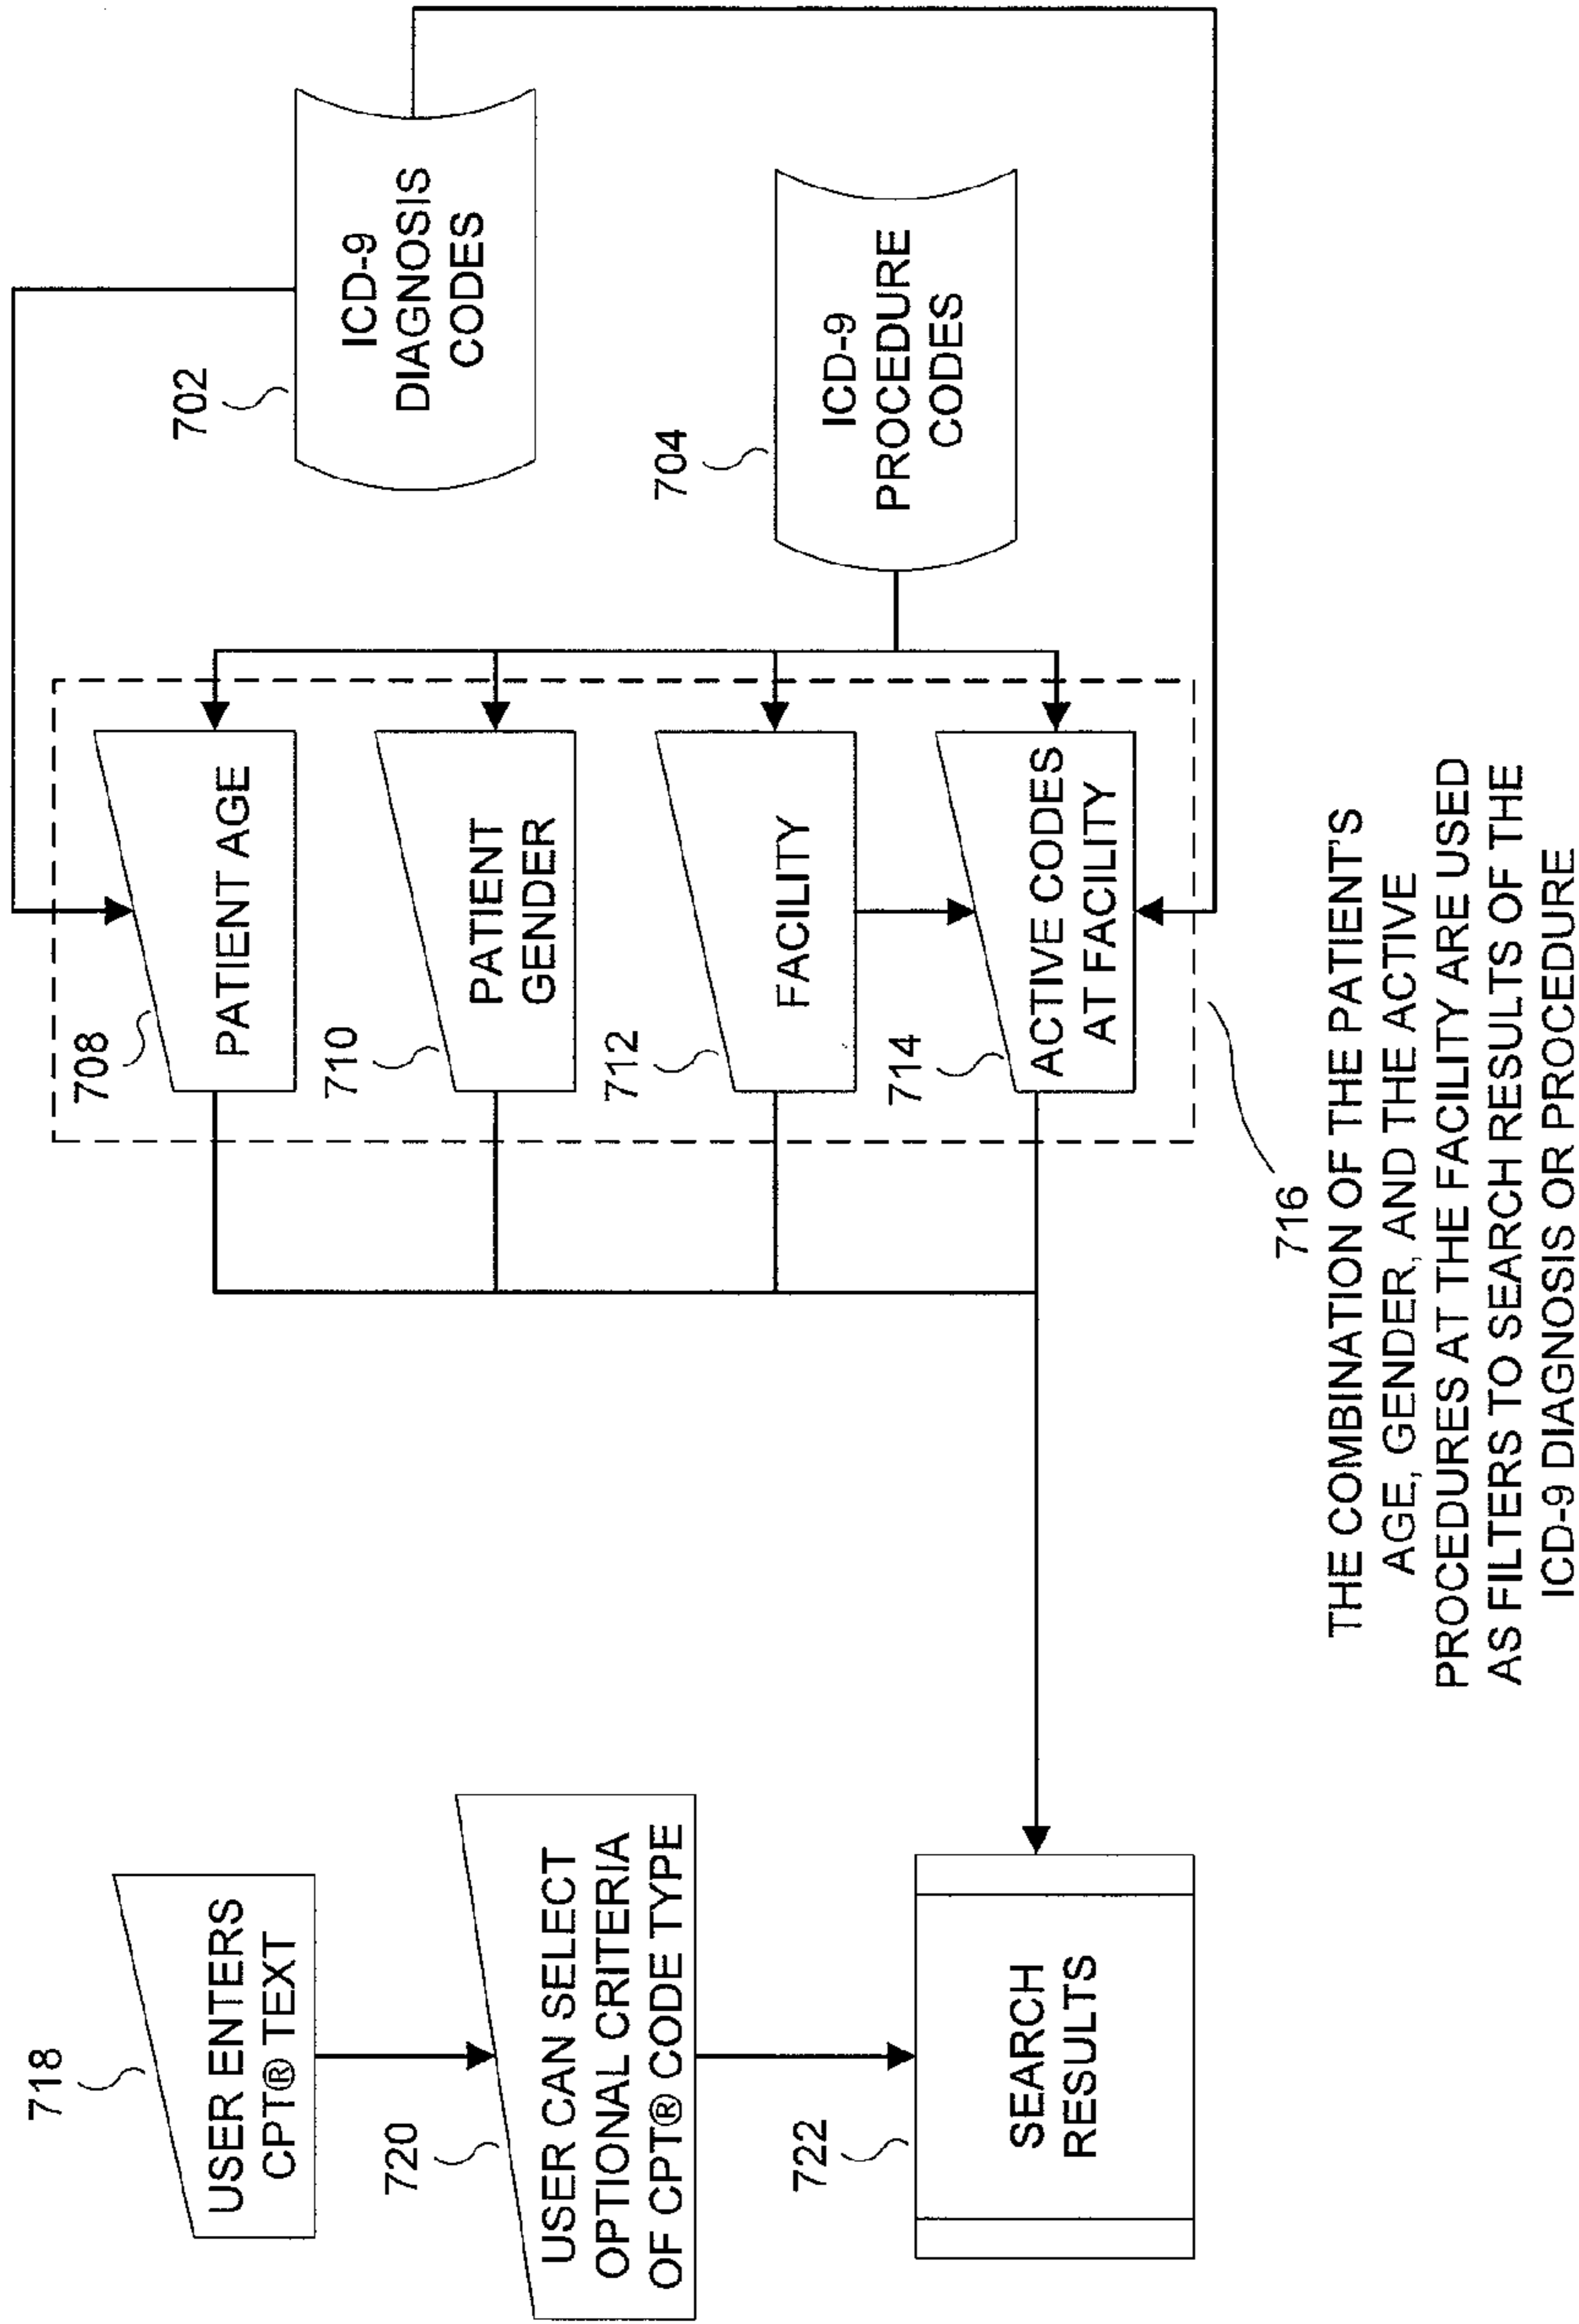 718
USER ENTERS
CPT® TEXT
720
USER CAN SELECT
OPTIONAL CRITERIA
OF CPT® CODE TYPE
722
SEARCH
RESULTS
708
PATIENT AGE
710
PATIENT
GENDER
712
FACILITY
714
ACTIVE CODES
AT FACILITY
716
THE COMBINATION OF THE PATIENT'S
AGE, GENDER, AND THE ACTIVE
PROCEDURES AT THE FACILITY ARE USED
AS FILTERS TO SEARCH RESULTS OF THE
ICD-9 DIAGNOSIS OR PROCEDURE
702
ICD-9
DIAGNOSIS
CODES
704
ICD-9
PROCEDURE
CODES